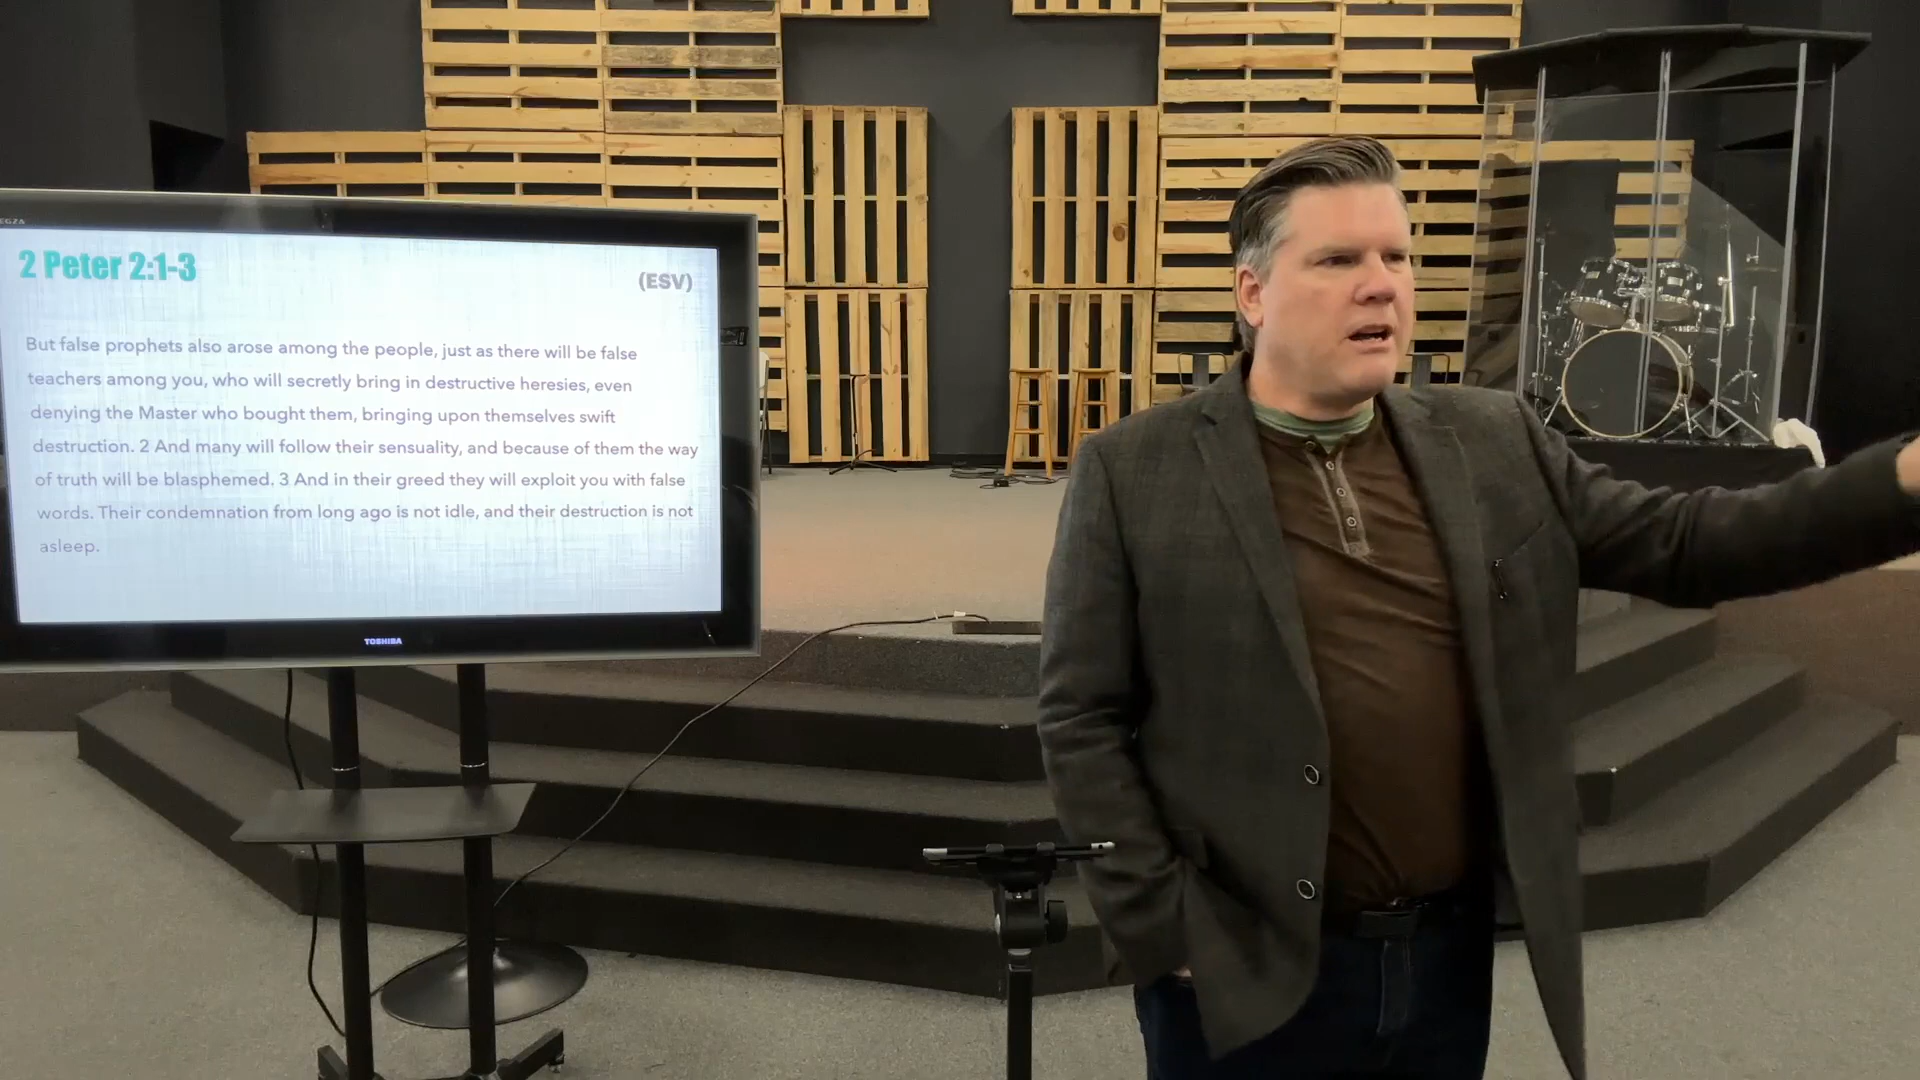 EGZA
2 Peter 2:1-3
(ESV)
But false prophets also arose among the people, just as there will be false
teachers among you, who will secretly bring in destructive heresies, even
denying the Master who bought them, bringing upon themselves swift
destruction. 2 And many will follow their sensuality, and because of them the way
of truth will be blasphemed. 3 And in their greed they will exploit you with false
words. Their condemnation from long ago is not idle, and their destruction is not
asleep.
TOSHIBA